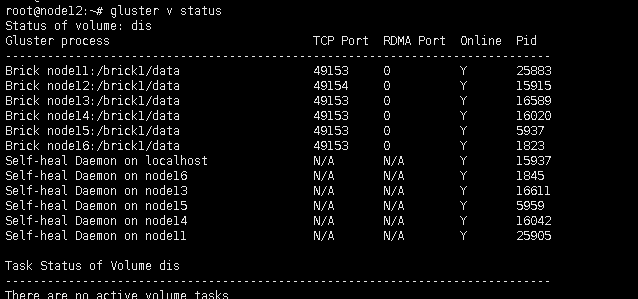 root@node12:~# gluster v status
Status of volume: dis
Gluster process                             TCP Port  RDMA Port  Online  Pid
------------------------------------------------------------------------------
Brick node11:/brick1/data                   49153     0          Y       25883
Brick node12:/brick1/data                   49154     0          Y       15915
Brick node13:/brick1/data                   49153     0          Y       16589
Brick node14:/brick1/data                   49153     0          Y       16020
Brick node15:/brick1/data                   49153     0          Y       5937
Brick node16:/brick1/data                   49153     0          Y       1823
Self-heal Daemon on localhost               N/A       N/A        Y       15937
Self-heal Daemon on node16                  N/A       N/A        Y       1845
Self-heal Daemon on node13                  N/A       N/A        Y       16611
Self-heal Daemon on node15                  N/A       N/A        Y       5959
Self-heal Daemon on node14                  N/A       N/A        Y       16042
Self-heal Daemon on node11                  N/A       N/A        Y       25905
Task Status of Volume dis
------------------------------------------------------------------------------
There are no active volume tasks